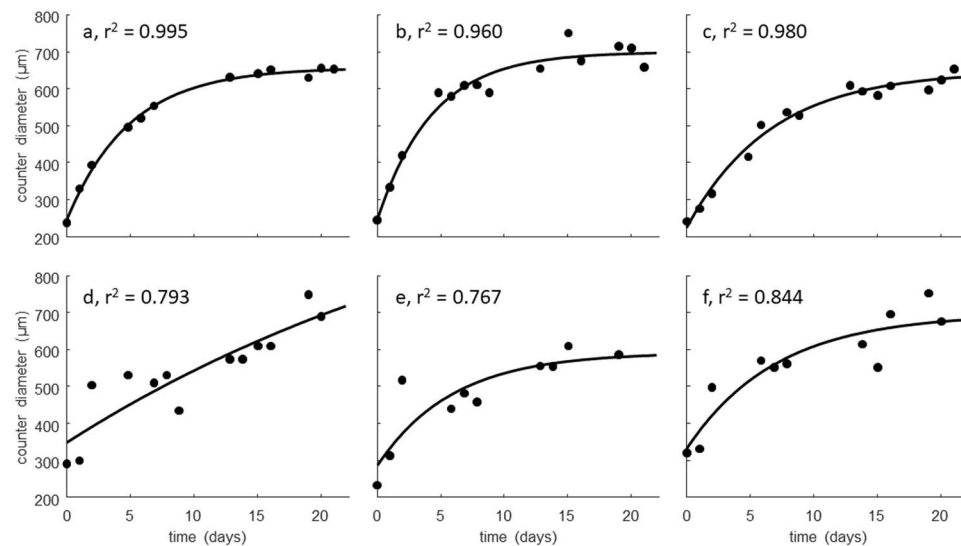 800
700
600
500
400
300
200
counter diameter (µm)
a, r² = 0.995
b, r² = 0.960
c, r² = 0.980
800
700
600
500
400
300
200
counter diameter (µm)
d, r² = 0.793
e, r² = 0.767
f, r² = 0.844
0 5 10 15 20 0 5 10 15 20 0 5 10 15 20
time (days) time (days) time (days)